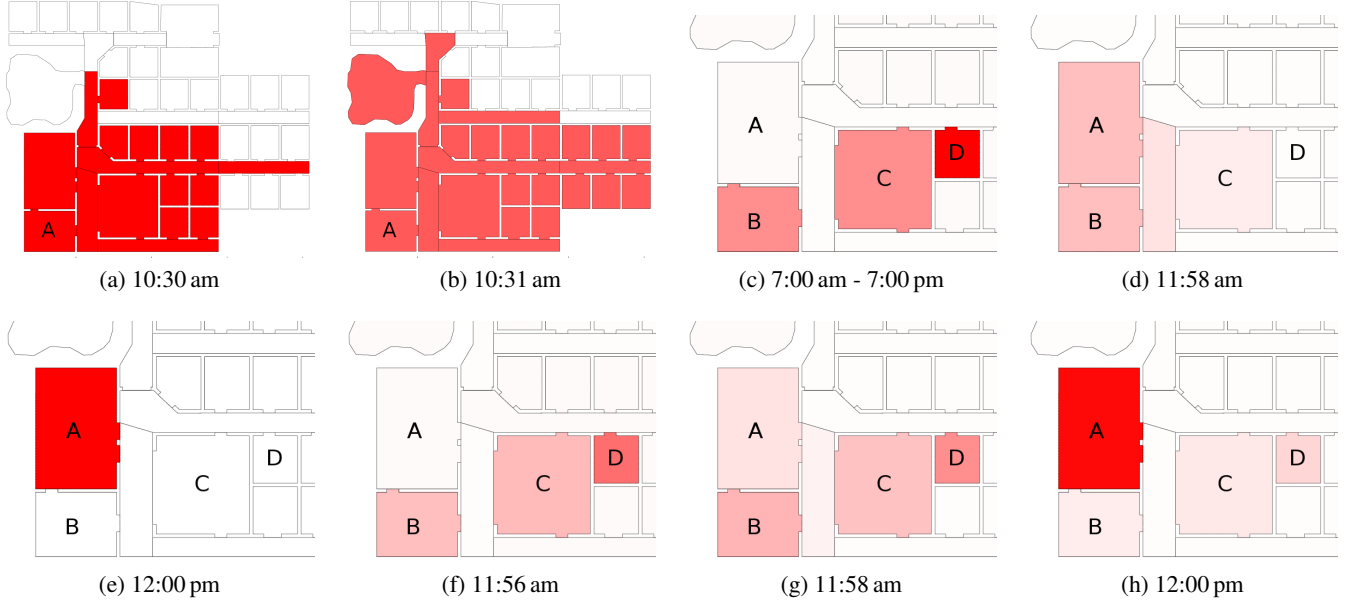 A
A
A
B
C
D
A
B
C
D
(a) 10:30 am
(b) 10:31 am
(c) 7:00 am - 7:00 pm
(d) 11:58 am
A
B
C
D
A
B
C
D
A
B
C
D
A
B
C
D
(e) 12:00 pm
(f) 11:56 am
(g) 11:58 am
(h) 12:00 pm